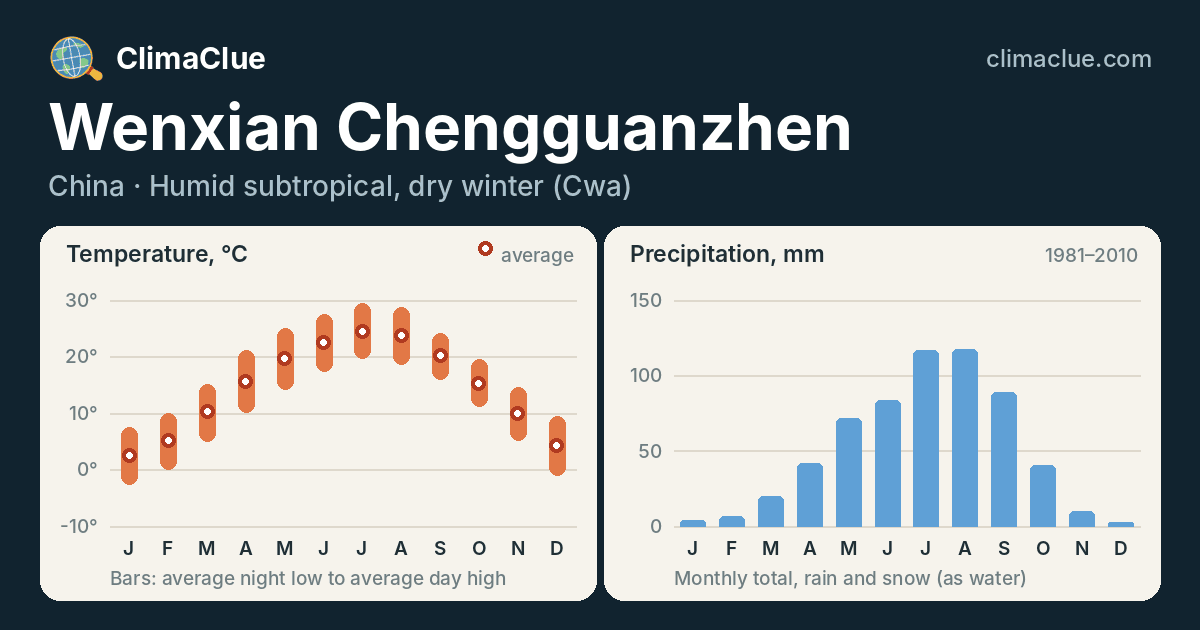 ClimaClue
climaclue.com
Wenxian Chengguanzhen
China · Humid subtropical, dry winter (Cwa)
Temperature, °C
average
30°
20°
10°
0°
-10°
J F M A M J J A S O N D
Bars: average night low to average day high
Precipitation, mm
1981–2010
150
100
50
0
J F M A M J J A S O N D
Monthly total, rain and snow (as water)